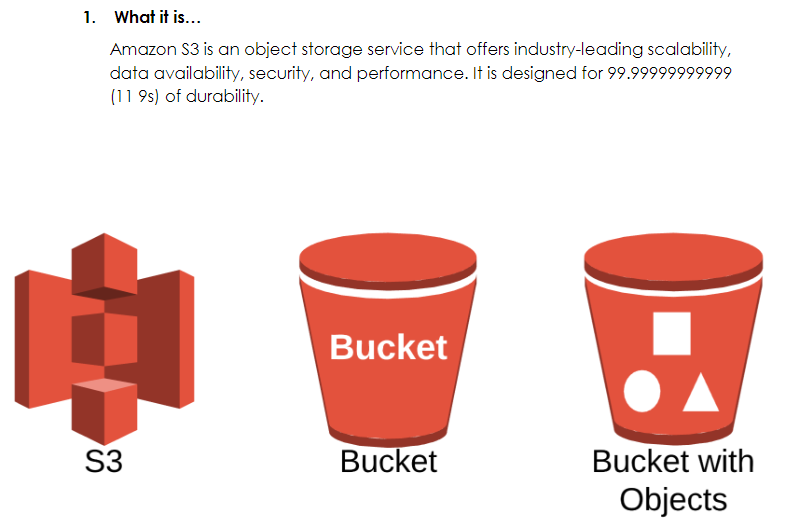 1. What it is…
Amazon S3 is an object storage service that offers industry-leading scalability,
data availability, security, and performance. It is designed for 99.99999999999
(11 9s) of durability.
Bucket
S3
Bucket
Bucket with
Objects